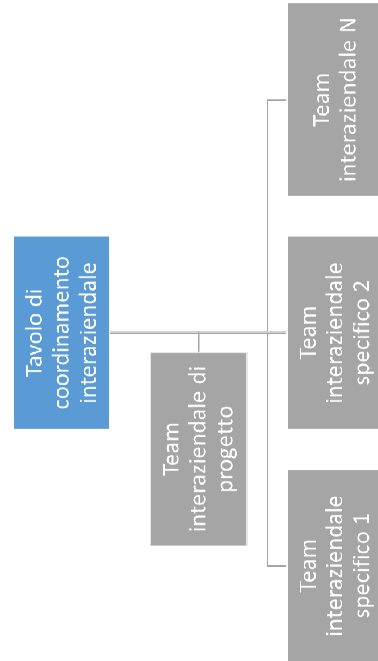 Tavolo di
coordinamento
interaziendale
Team
interaziendale di
progetto
Team
interaziendale
specifico 1
Team
interaziendale
specifico 2
Team
interaziendale N